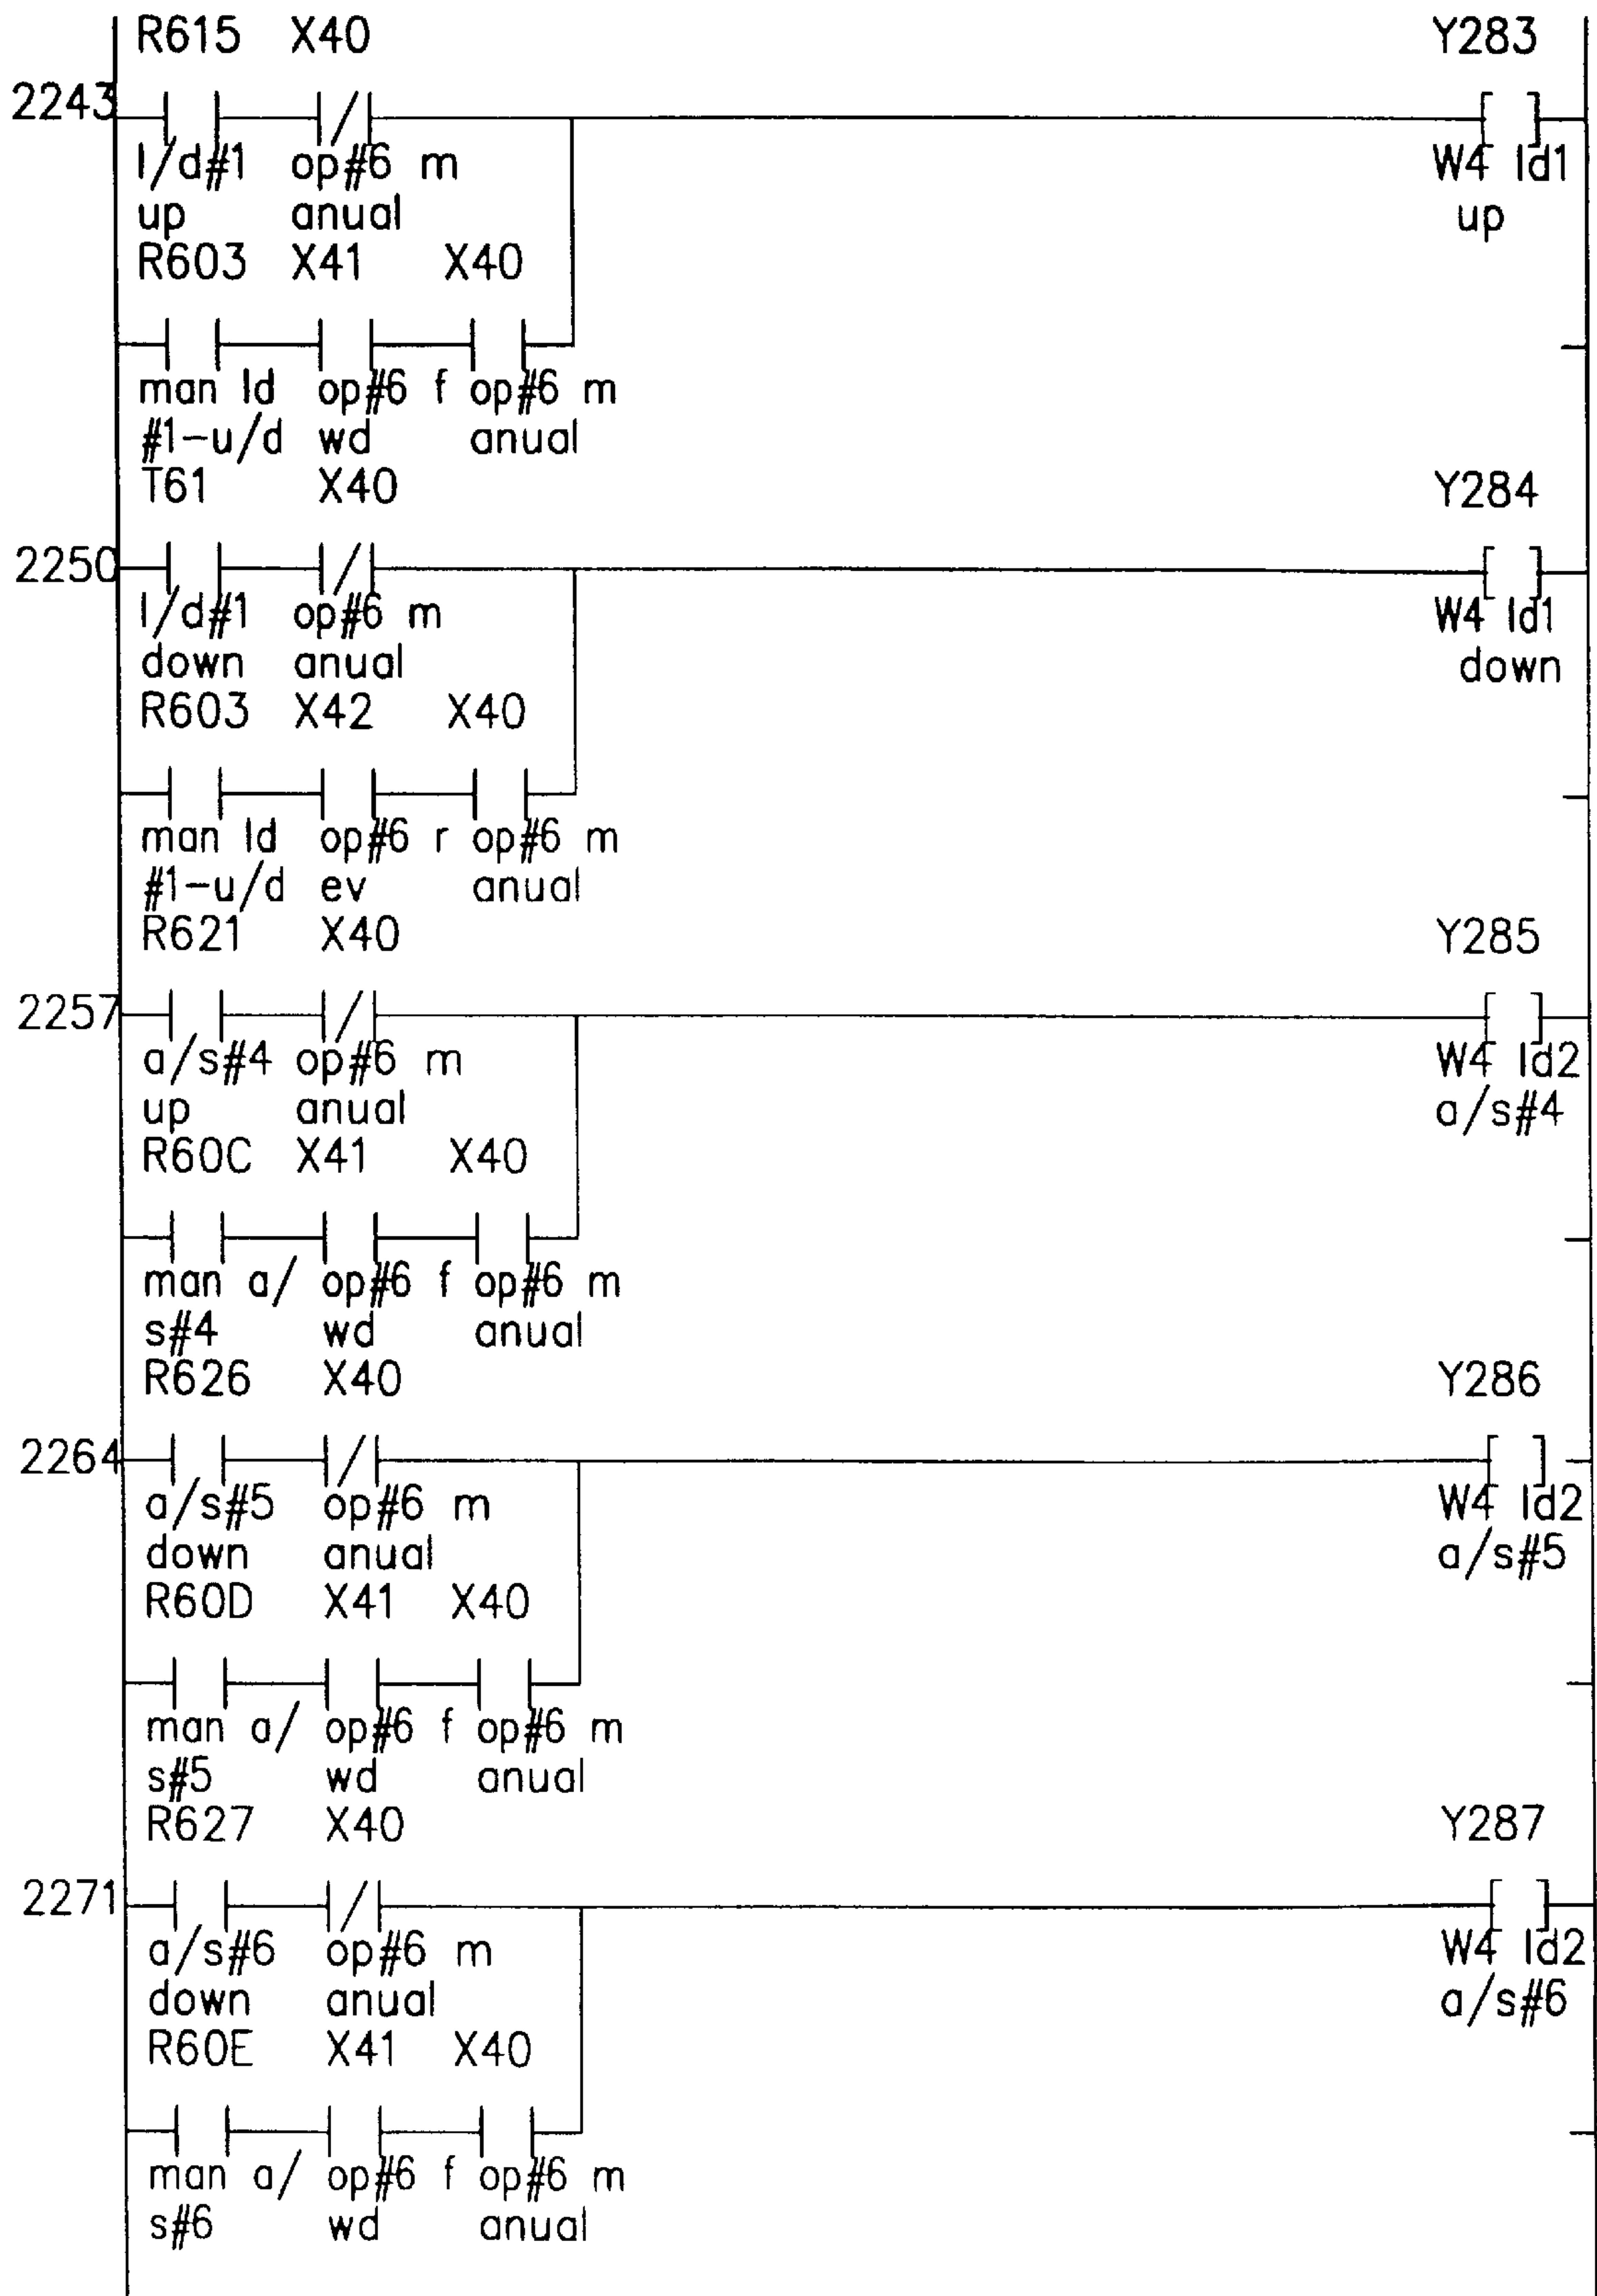 R615 X40 Y283
2243
l/d#1 op#6 m W4 ld1
up anual up
R603 X41 X40
man ld op#6 f op#6 m
#1-u/d wd anual
T61 X40 Y284
2250
l/d#1 op#6 m W4 ld1
down anual down
R603 X42 X40
man ld op#6 r op#6 m
#1-u/d ev anual
R621 X40 Y285
2257
a/s#4 op#6 m W4 ld2
up anual a/s#4
R60C X41 X40
man a/ op#6 f op#6 m
s#4 wd anual
R626 X40 Y286
2264
a/s#5 op#6 m W4 ld2
down anual a/s#5
R60D X41 X40
man a/ op#6 f op#6 m
s#5 wd anual
R627 X40 Y287
2271
a/s#6 op#6 m W4 ld2
down anual a/s#6
R60E X41 X40
man a/ op#6 f op#6 m
s#6 wd anual